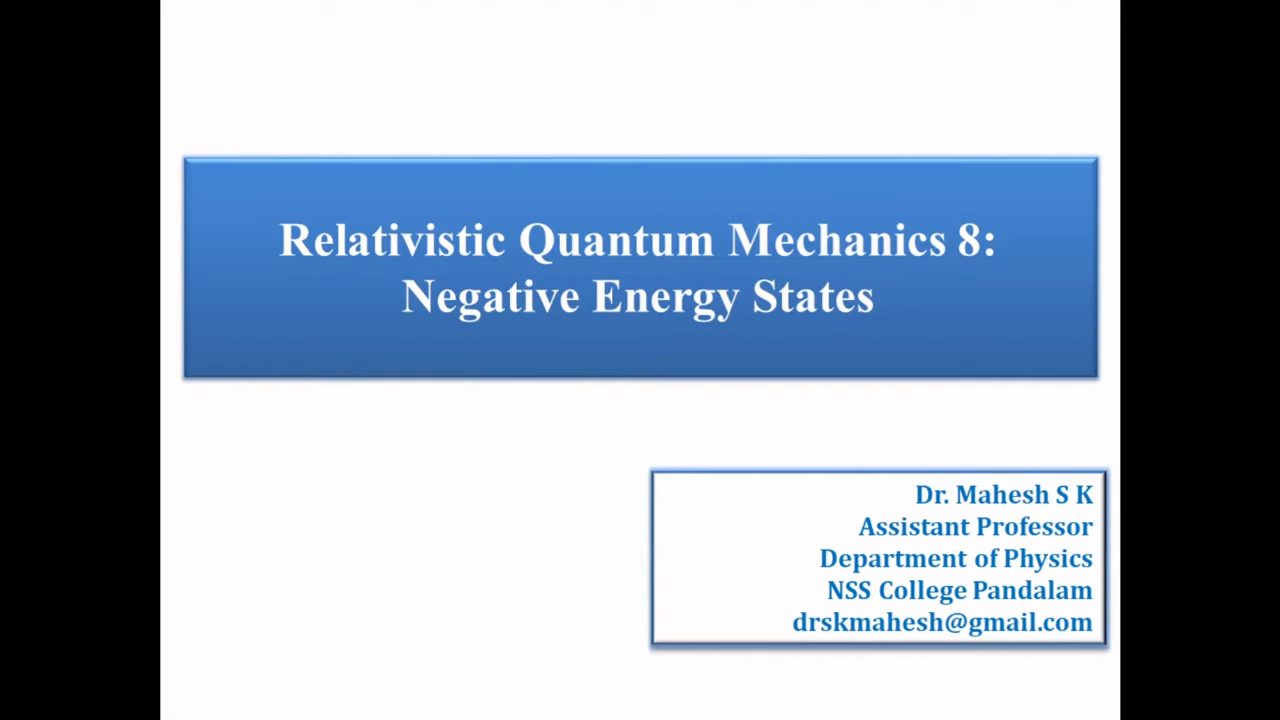 Relativistic Quantum Mechanics 8:
Negative Energy States
Dr. Mahesh S K
Assistant Professor
Department of Physics
NSS College Pandalam
drskmahesh@gmail.com